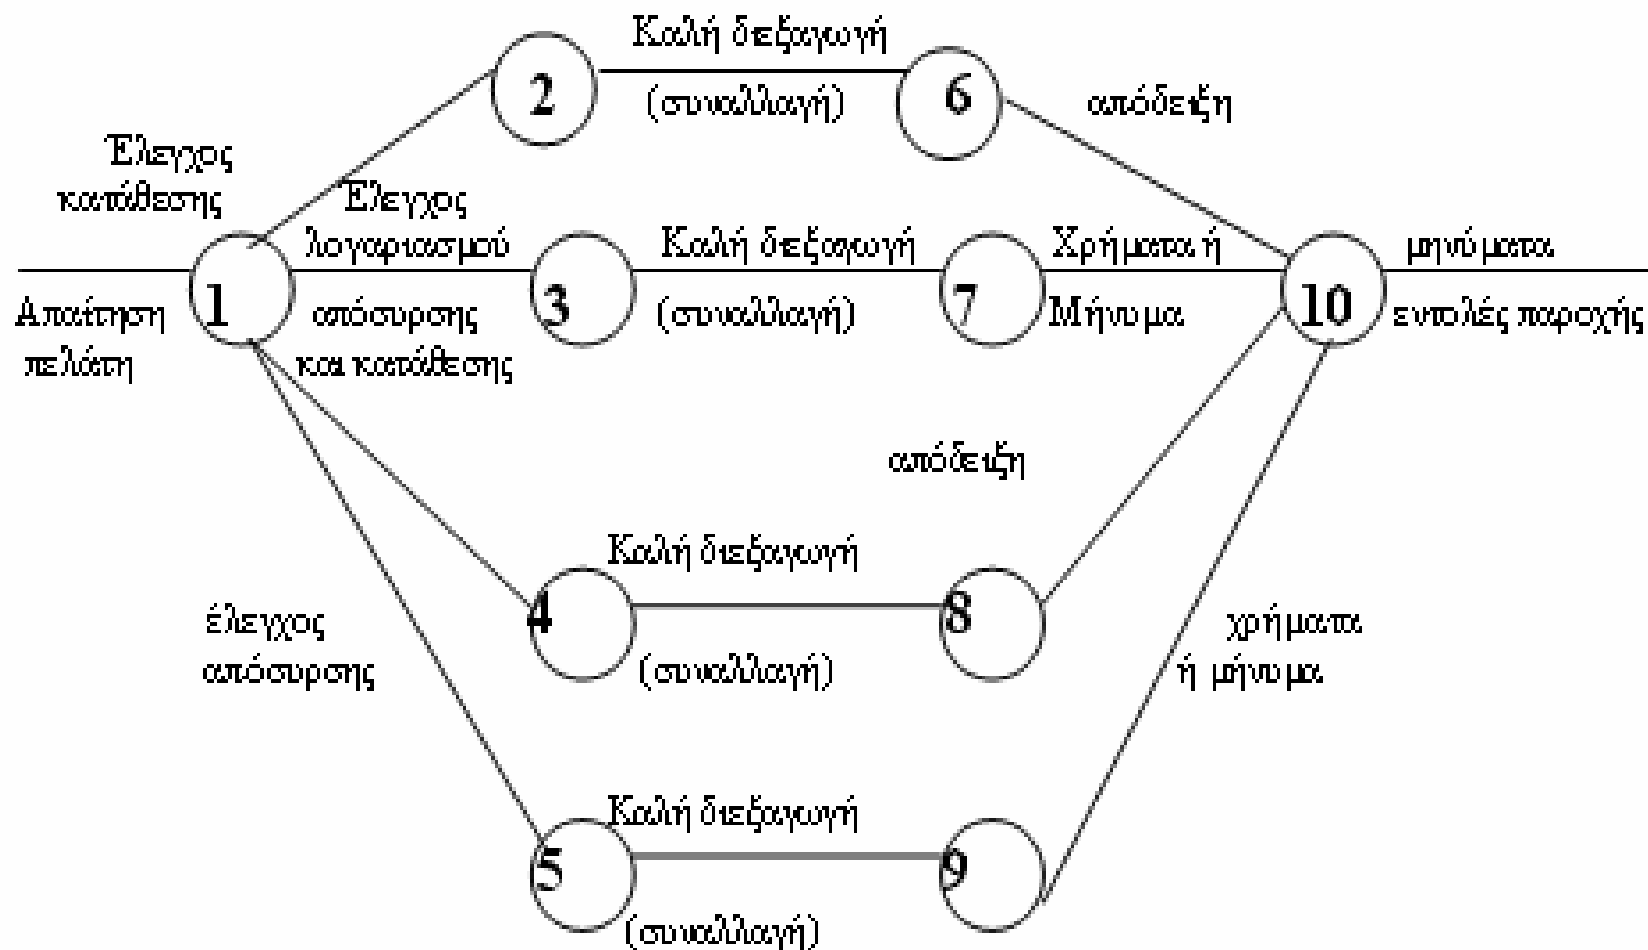 Καλή διεξαγωγή
2
6
(συναλλαγή)
απόδειξη
Έλεγχος
κατάθεσης
Έλεγχος
λογαριασμού
Καλή διεξαγωγή
Χρήματα ή
μηνύματα
1
3
7
10
Απαίτηση
απόσυρσης
(συναλλαγή)
Μήνυμα
εντολές παροχής
πελάτη
και κατάθεσης
απόδειξη
Καλή διεξαγωγή
4
8
έλεγχος
απόσυρσης
(συναλλαγή)
χρήματα
ή μήνυμα
Καλή διεξαγωγή
5
9
(συναλλαγή)